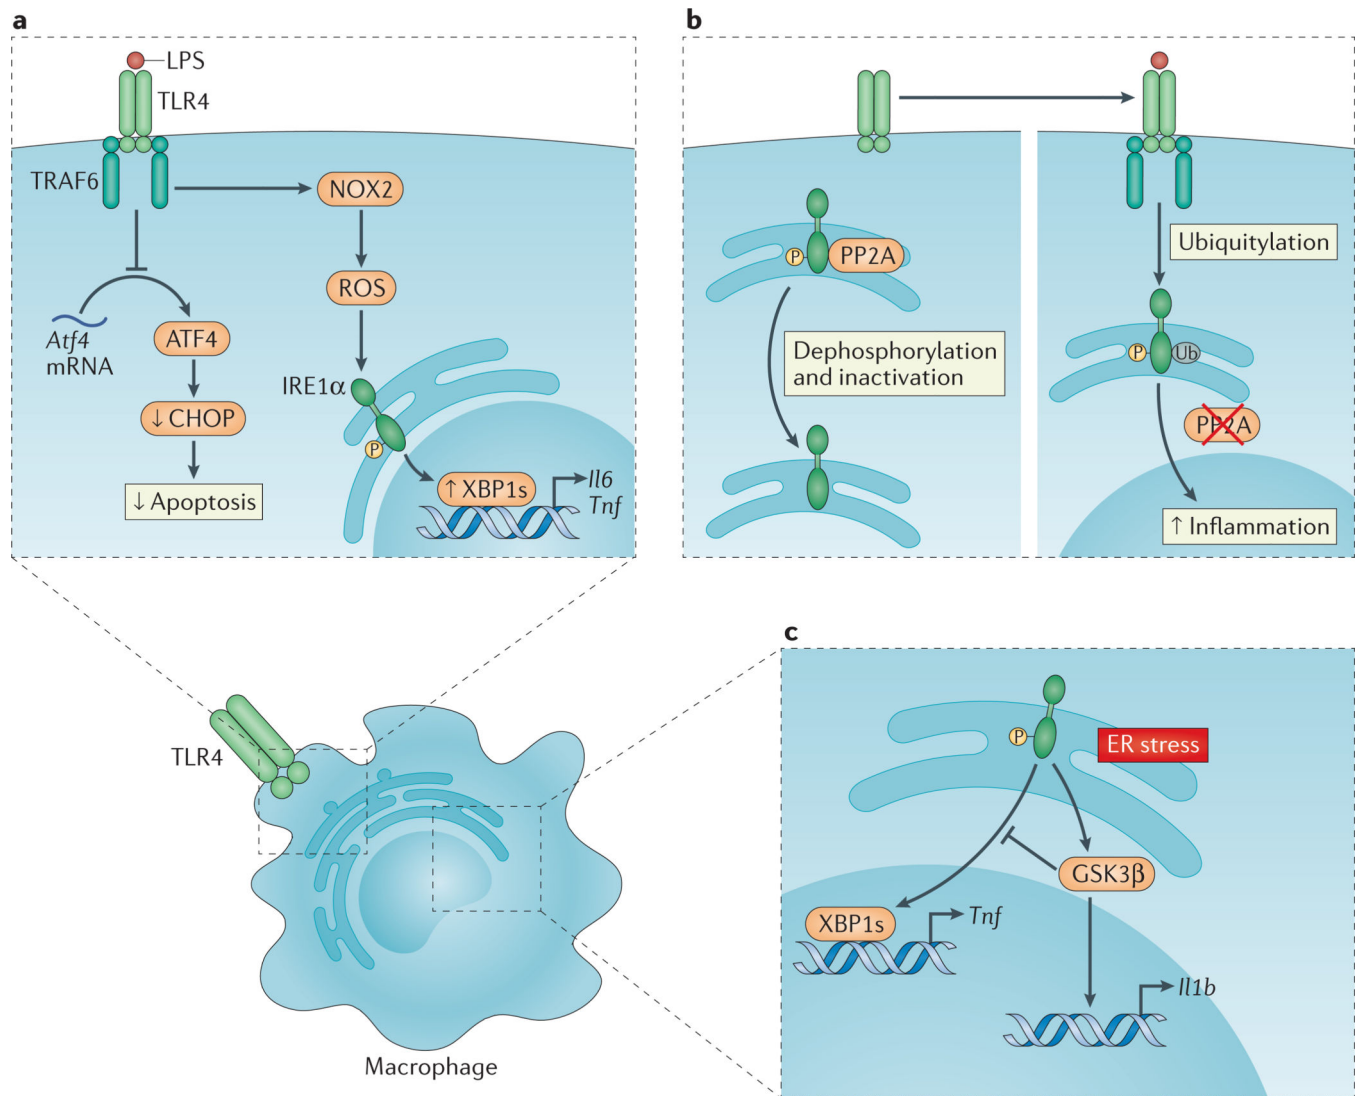 a
LPS
TLR4
TRAF6
NOX2
ROS
Atf4
mRNA
ATF4
IRE1α
↓ CHOP
P
↓ Apoptosis
↑ XBP1s
Il6
Tnf
b
P
PP2A
Ubiquitylation
Dephosphorylation
and inactivation
P
Ub
PP2A
↑ Inflammation
TLR4
Macrophage
c
P
ER stress
GSK3β
XBP1s
Tnf
Il1b